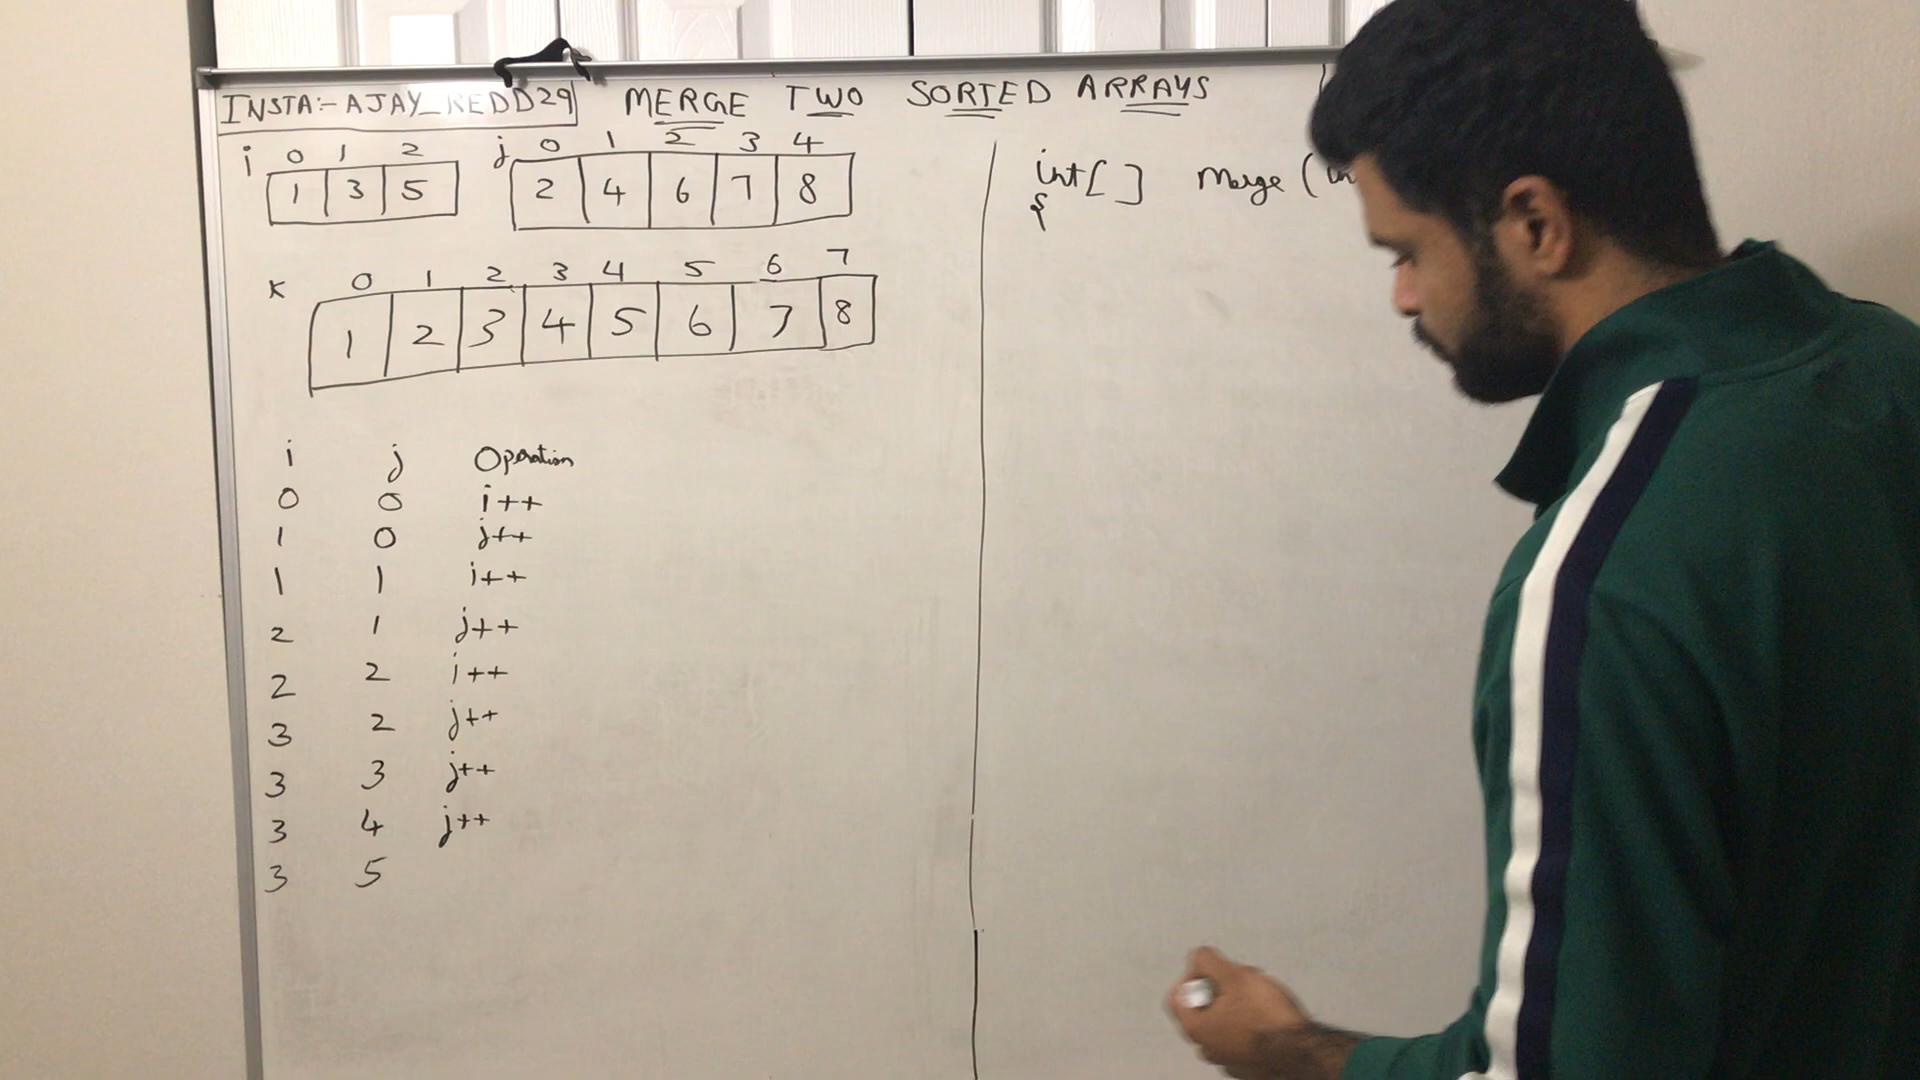 INSTA:- AJAY_REDD29 MERGE TWO SORTED ARRAYS
i 0 1 2 j 0 1 2 3 4
1 3 5 2 4 6 7 8
K 0 1 2 3 4 5 6 7
1 2 3 4 5 6 7 8
i j Operation
0 0 i++
1 0 j++
1 1 i++
2 1 j++
2 2 i++
3 2 j++
3 3 j++
3 4 j++
3 5
int[ ] Merge (
{